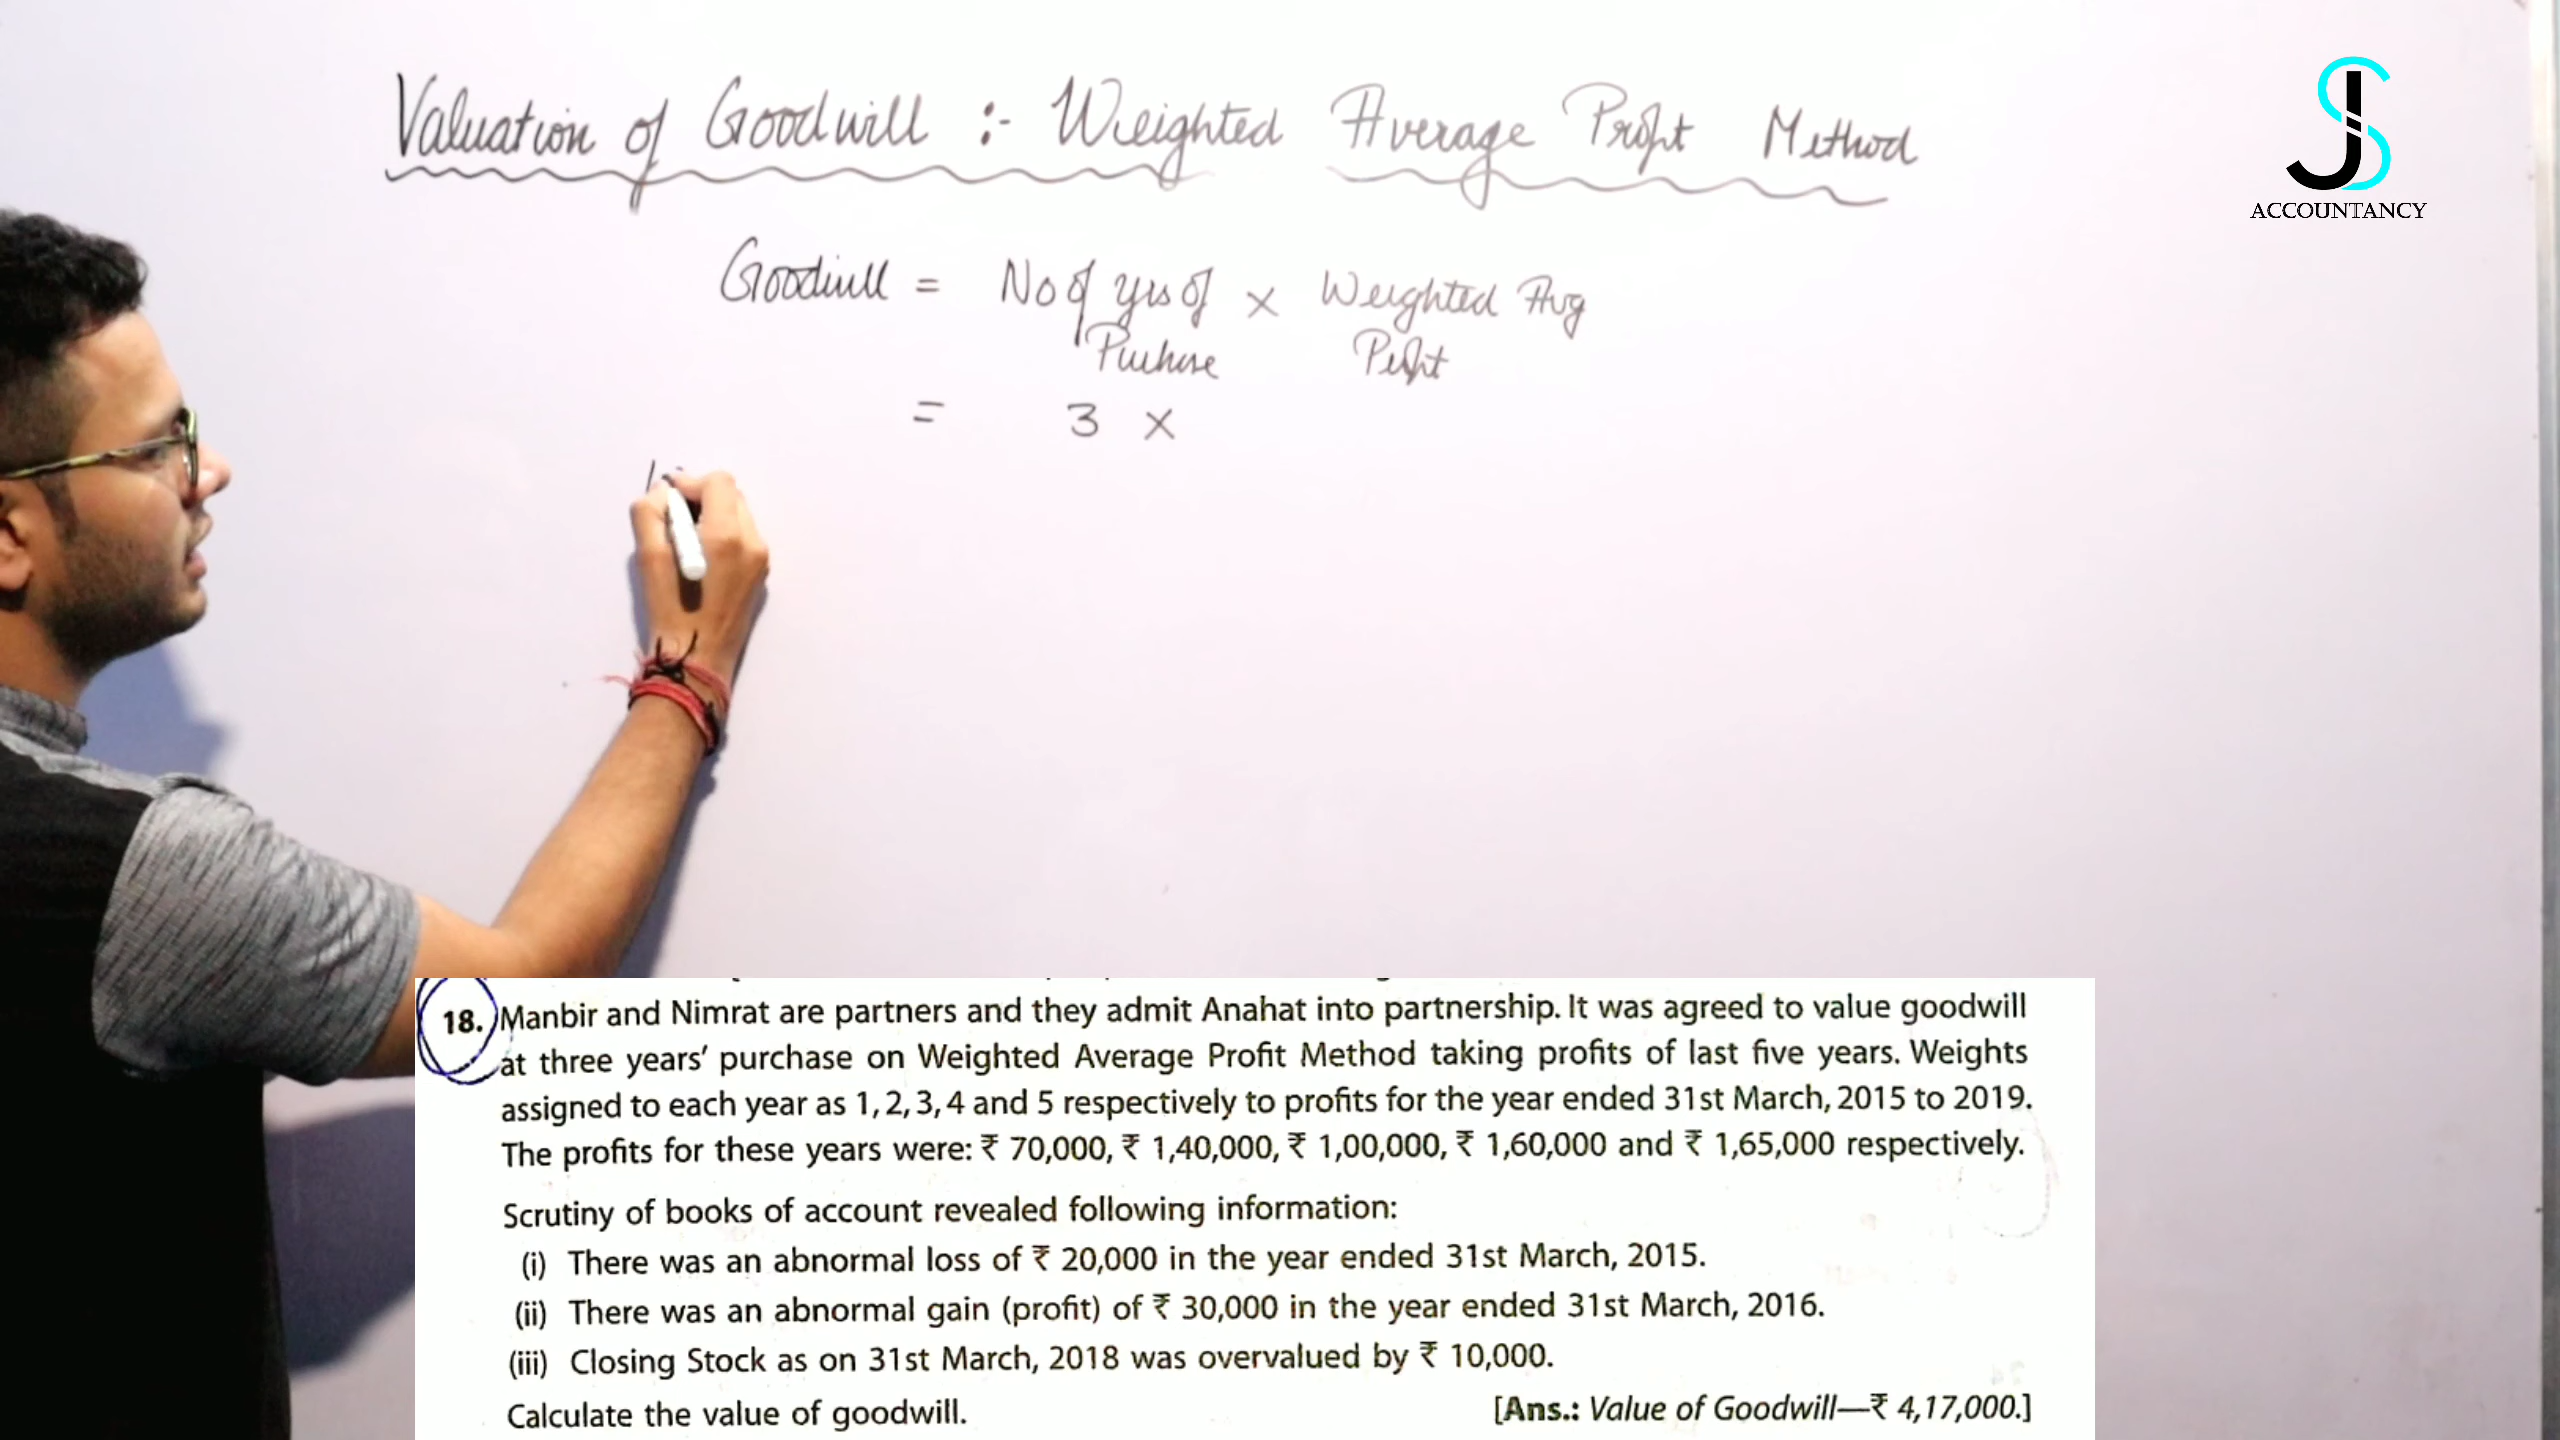 Valuation of Goodwill :- Weighted Average Profit Method
JS
ACCOUNTANCY
Goodwill = No of yrs of × Weighted Avg
Purchase Profit
= 3 ×
18. Manbir and Nimrat are partners and they admit Anahat into partnership. It was agreed to value goodwill
at three years’ purchase on Weighted Average Profit Method taking profits of last five years. Weights
assigned to each year as 1, 2, 3, 4 and 5 respectively to profits for the year ended 31st March, 2015 to 2019.
The profits for these years were: ₹ 70,000, ₹ 1,40,000, ₹ 1,00,000, ₹ 1,60,000 and ₹ 1,65,000 respectively.
Scrutiny of books of account revealed following information:
(i) There was an abnormal loss of ₹ 20,000 in the year ended 31st March, 2015.
(ii) There was an abnormal gain (profit) of ₹ 30,000 in the year ended 31st March, 2016.
(iii) Closing Stock as on 31st March, 2018 was overvalued by ₹ 10,000.
Calculate the value of goodwill. [Ans.: Value of Goodwill—₹ 4,17,000.]